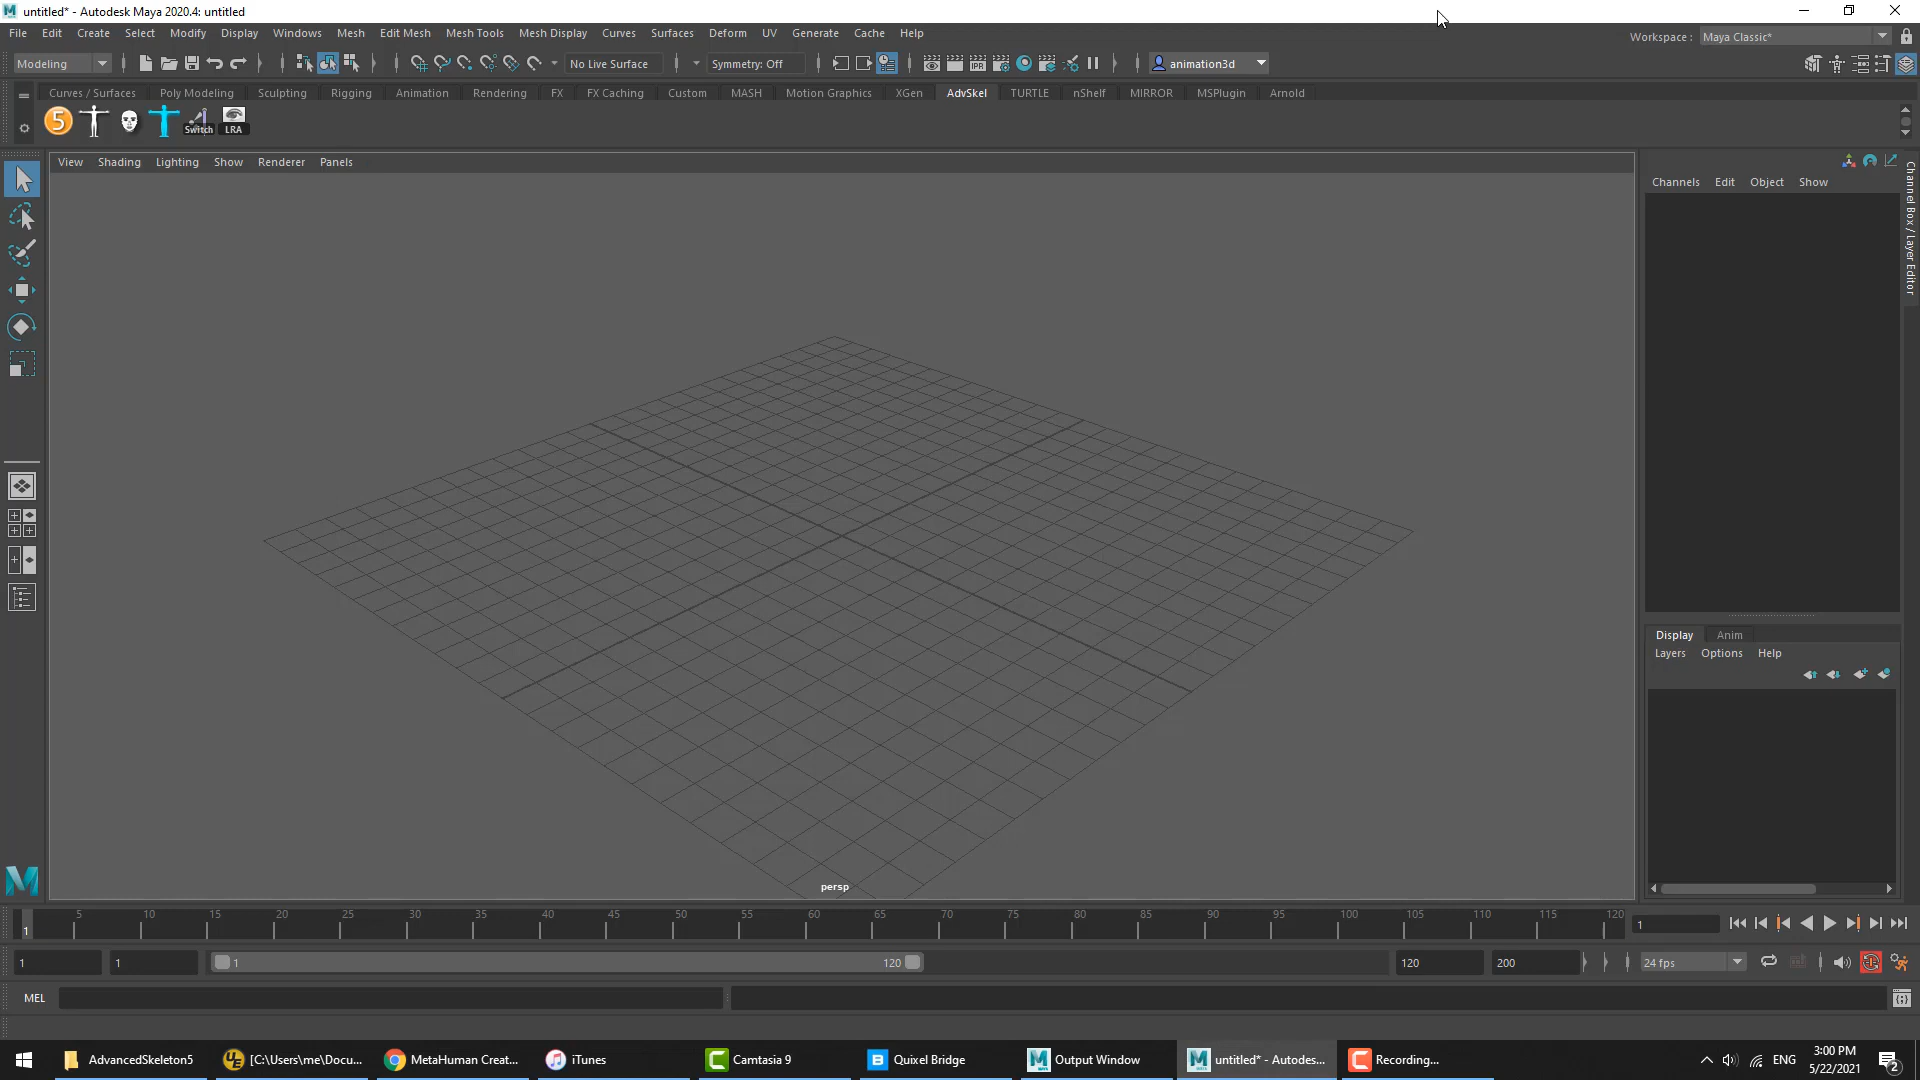 untitled* - Autodesk Maya 2020.4: untitled
File Edit Create Select Modify Display Windows Mesh Edit Mesh Mesh Tools Mesh Display Curves Surfaces Deform UV Generate Cache Help
Workspace : Maya Classic*
Modeling No Live Surface Symmetry: Off IPR animation3d
Curves / Surfaces Poly Modeling Sculpting Rigging Animation Rendering FX FX Caching Custom MASH Motion Graphics XGen AdvSkel TURTLE nShelf MIRROR MSPlugin Arnold
5 Switch LRA
View Shading Lighting Show Renderer Panels
Channels Edit Object Show
Channel Box / Layer Editor
Display Anim
Layers Options Help
persp
5 10 15 20 25 30 35 40 45 50 55 60 65 70 75 80 85 90 95 100 105 110 115 120
1 1
1 1 1 120 120 200 24 fps
MEL
AdvancedSkeleton5 [C:\Users\me\Docu... MetaHuman Creat... iTunes Camtasia 9 Quixel Bridge Output Window untitled* - Autodes... Recording... ENG 3:00 PM
5/22/2021 2